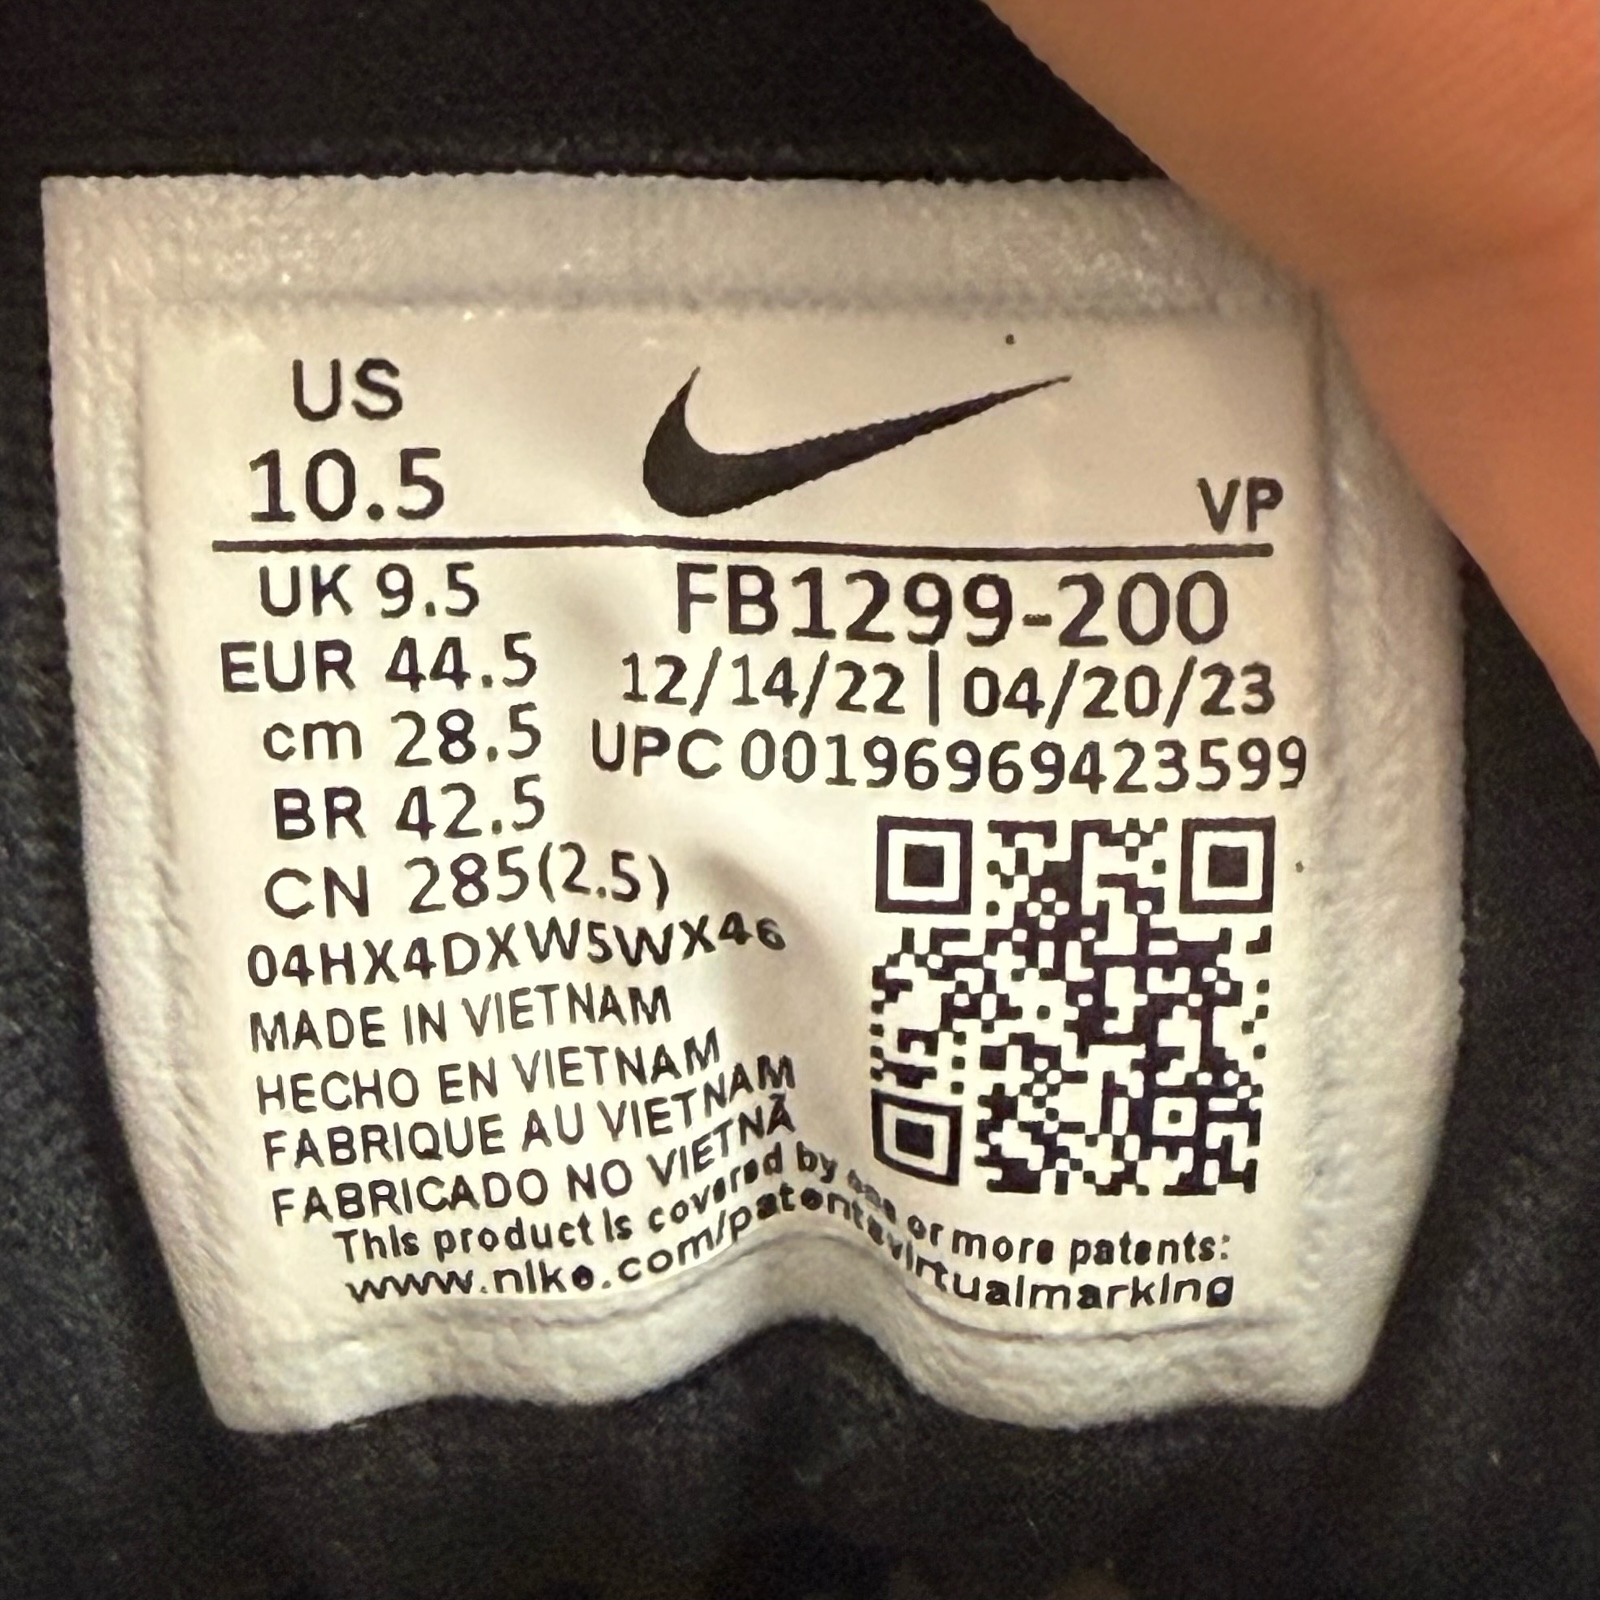 US
10.5
VP
UK 9.5
EUR 44.5
cm 28.5
BR 42.5
CN 285(2.5)
FB1299-200
12/14/22 | 04/20/23
UPC 00196969423599
04HX4DXW5WX46
MADE IN VIETNAM
HECHO EN VIETNAM
FABRIQUE AU VIETNAM
FABRICADO NO VIETNÃ
This product is covered by one or more patents:
www.nike.com/patentsvirtualmarking